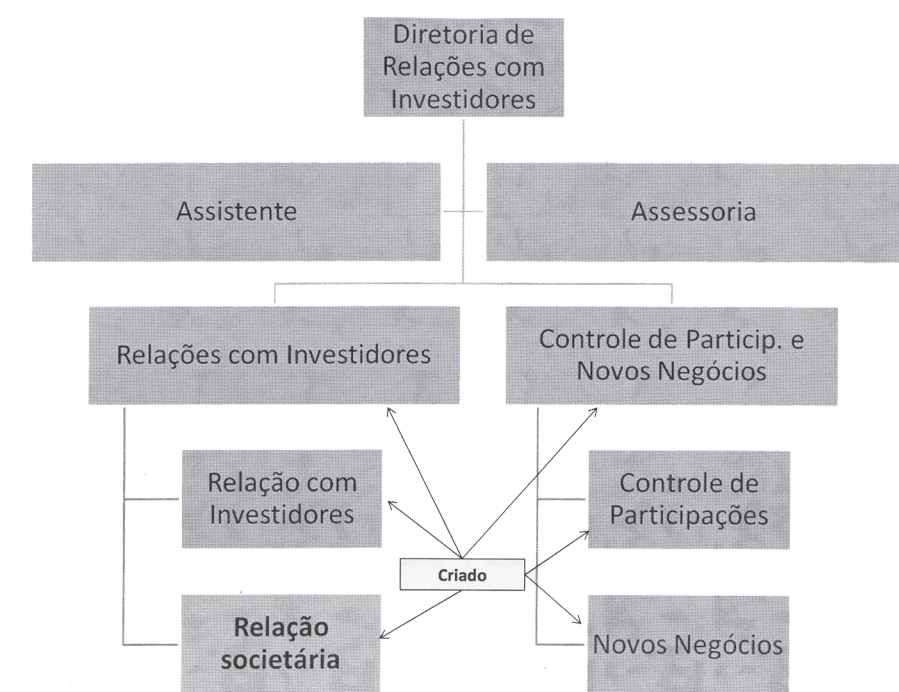 Diretoria de
Relações com
Investidores
Assistente
Assessoria
Relações com Investidores
Controle de Particip. e
Novos Negócios
Relação com
Investidores
Controle de
Participações
Criado
Relação
societária
Novos Negócios